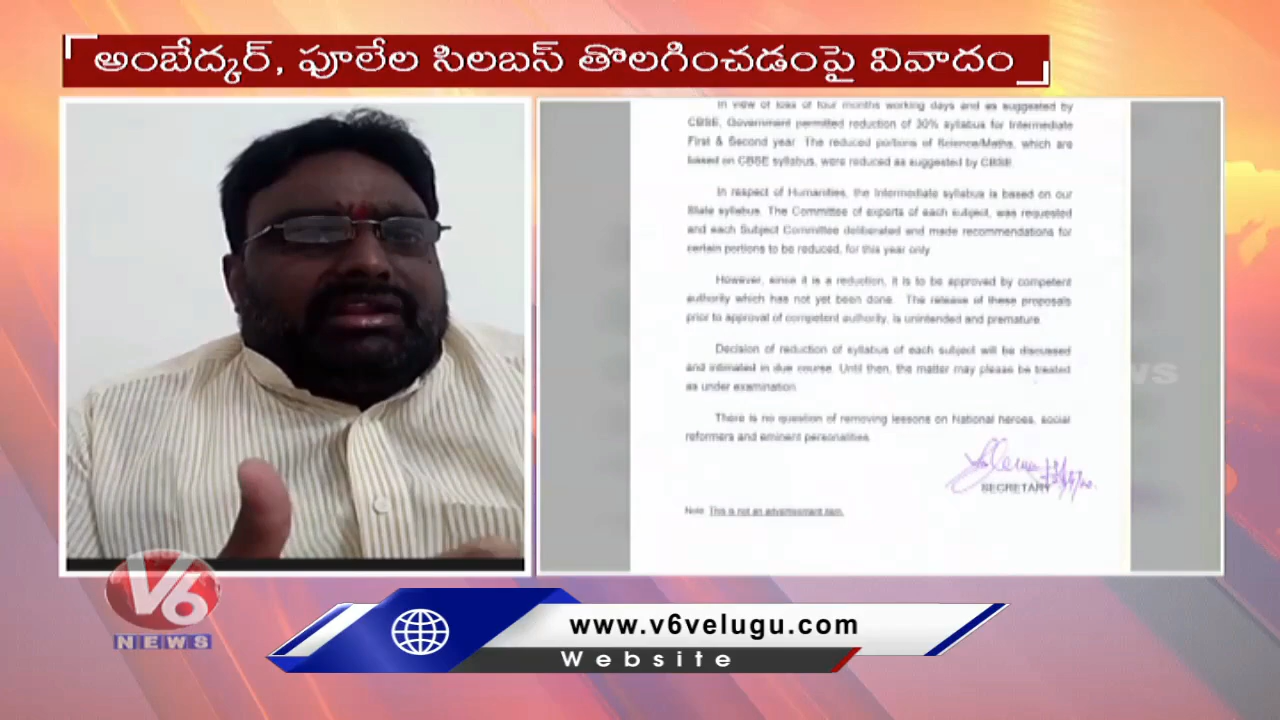 అంబేద్కర్, పూలేల సిలబస్ తొలగించడంపై వివాదం
In view of loss of four months working days and as suggested by
CBSE, Government permitted reduction of 30% syllabus for Intermediate
First & Second year. The reduced portions of Science/Maths, which are
based on CBSE syllabus, were reduced as suggested by CBSE.
In respect of Humanities, the Intermediate syllabus is based on our
State syllabus. The Committee of experts of each subject, was requested
and each Subject Committee deliberated and made recommendations for
certain portions to be reduced, for this year only.
However, since it is a reduction, it is to be approved by competent
authority which has not yet been done. The release of these proposals
prior to approval of competent authority, is unintended and premature.
Decision of reduction of syllabus of each subject will be discussed
and intimated in due course. Until then, the matter may please be treated
as under examination.
There is no question of removing lessons on National heroes, social
reformers and eminent personalities.
SECRETARY
Note: This is not an advertisement item.
V6
NEWS
www.v6velugu.com
Website